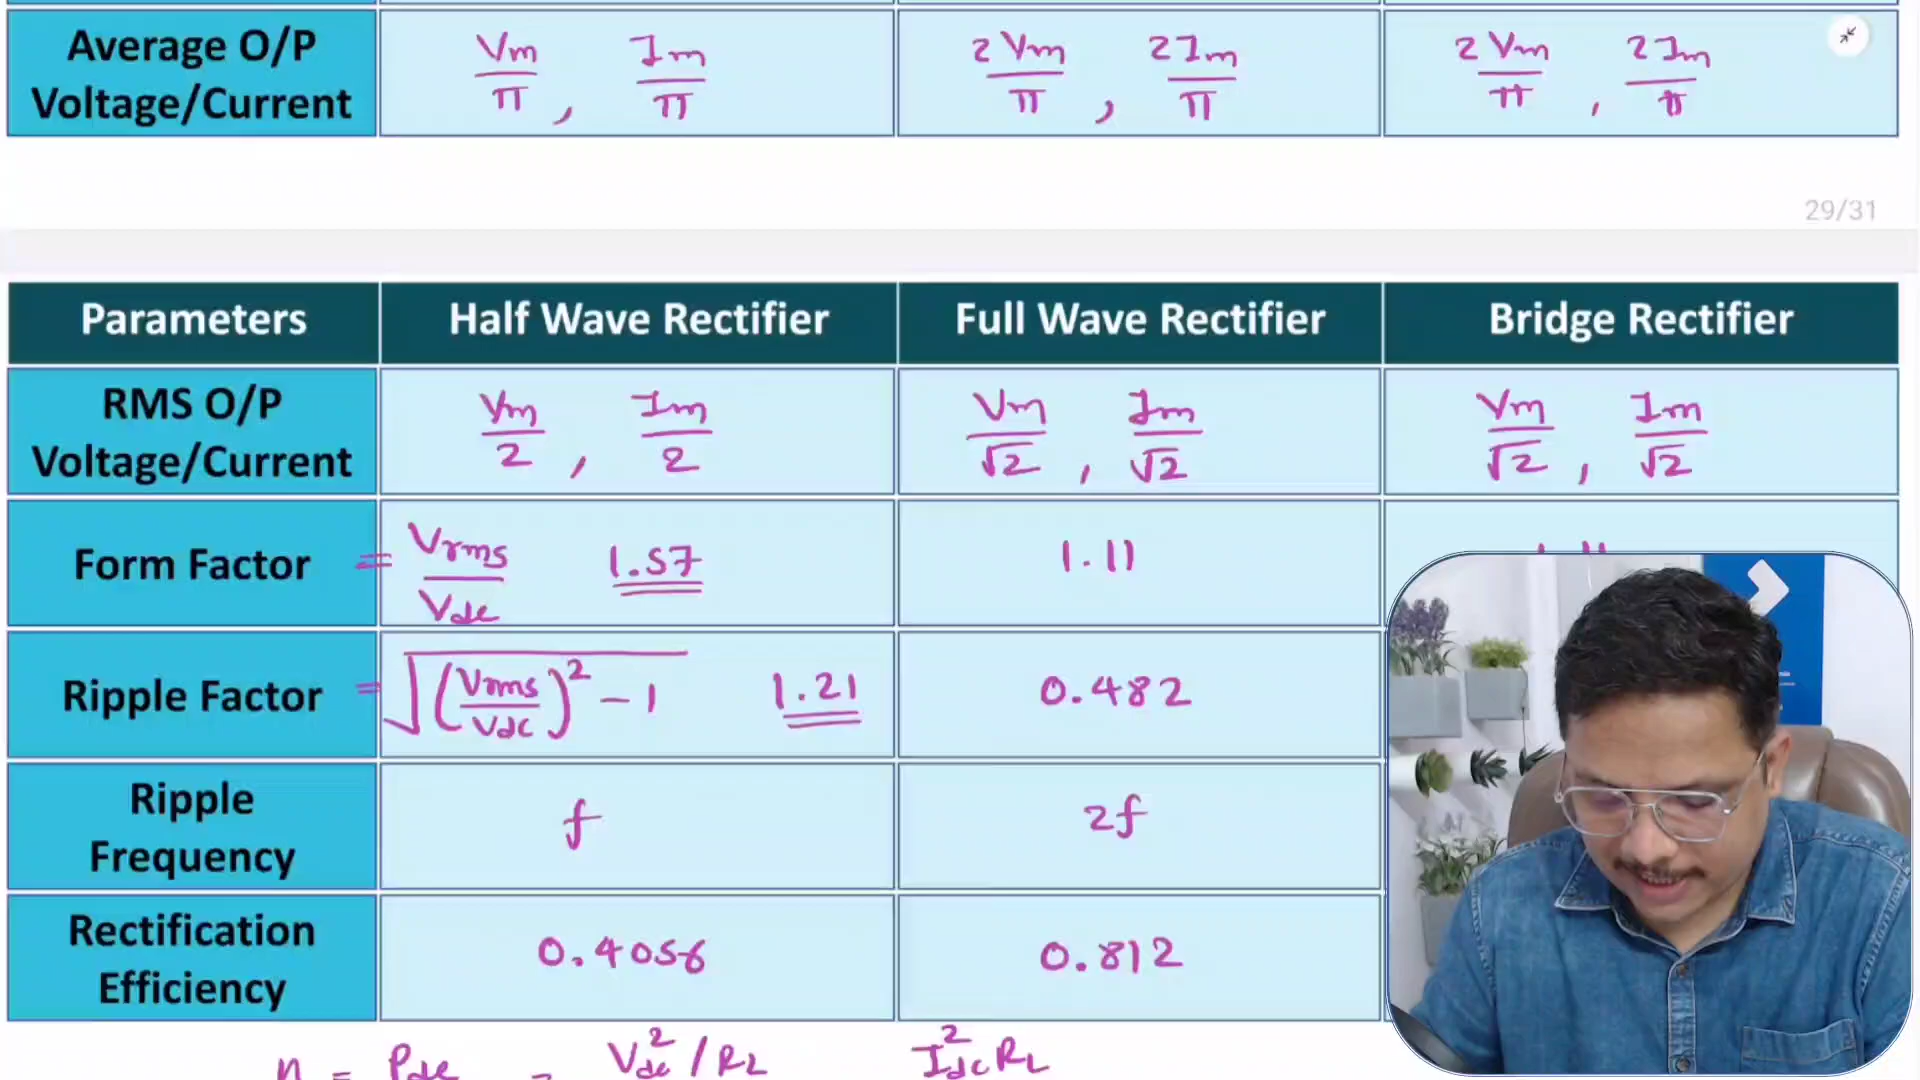 Average O/P
Voltage/Current
Vm/π , Im/π
2Vm/π , 2Im/π
2Vm/π , 2Im/π
29/31
Parameters Half Wave Rectifier Full Wave Rectifier Bridge Rectifier
RMS O/P
Voltage/Current
Vm/2 , Im/2
Vm/√2 , Im/√2
Vm/√2 , Im/√2
Form Factor = Vrms/Vdc 1.57 1.11
Ripple Factor = √((Vrms/Vdc)² - 1) 1.21 0.482
Ripple
Frequency
f 2f
Rectification
Efficiency
0.4056 0.812
η = Pdc = Vdc²/RL Idc²RL